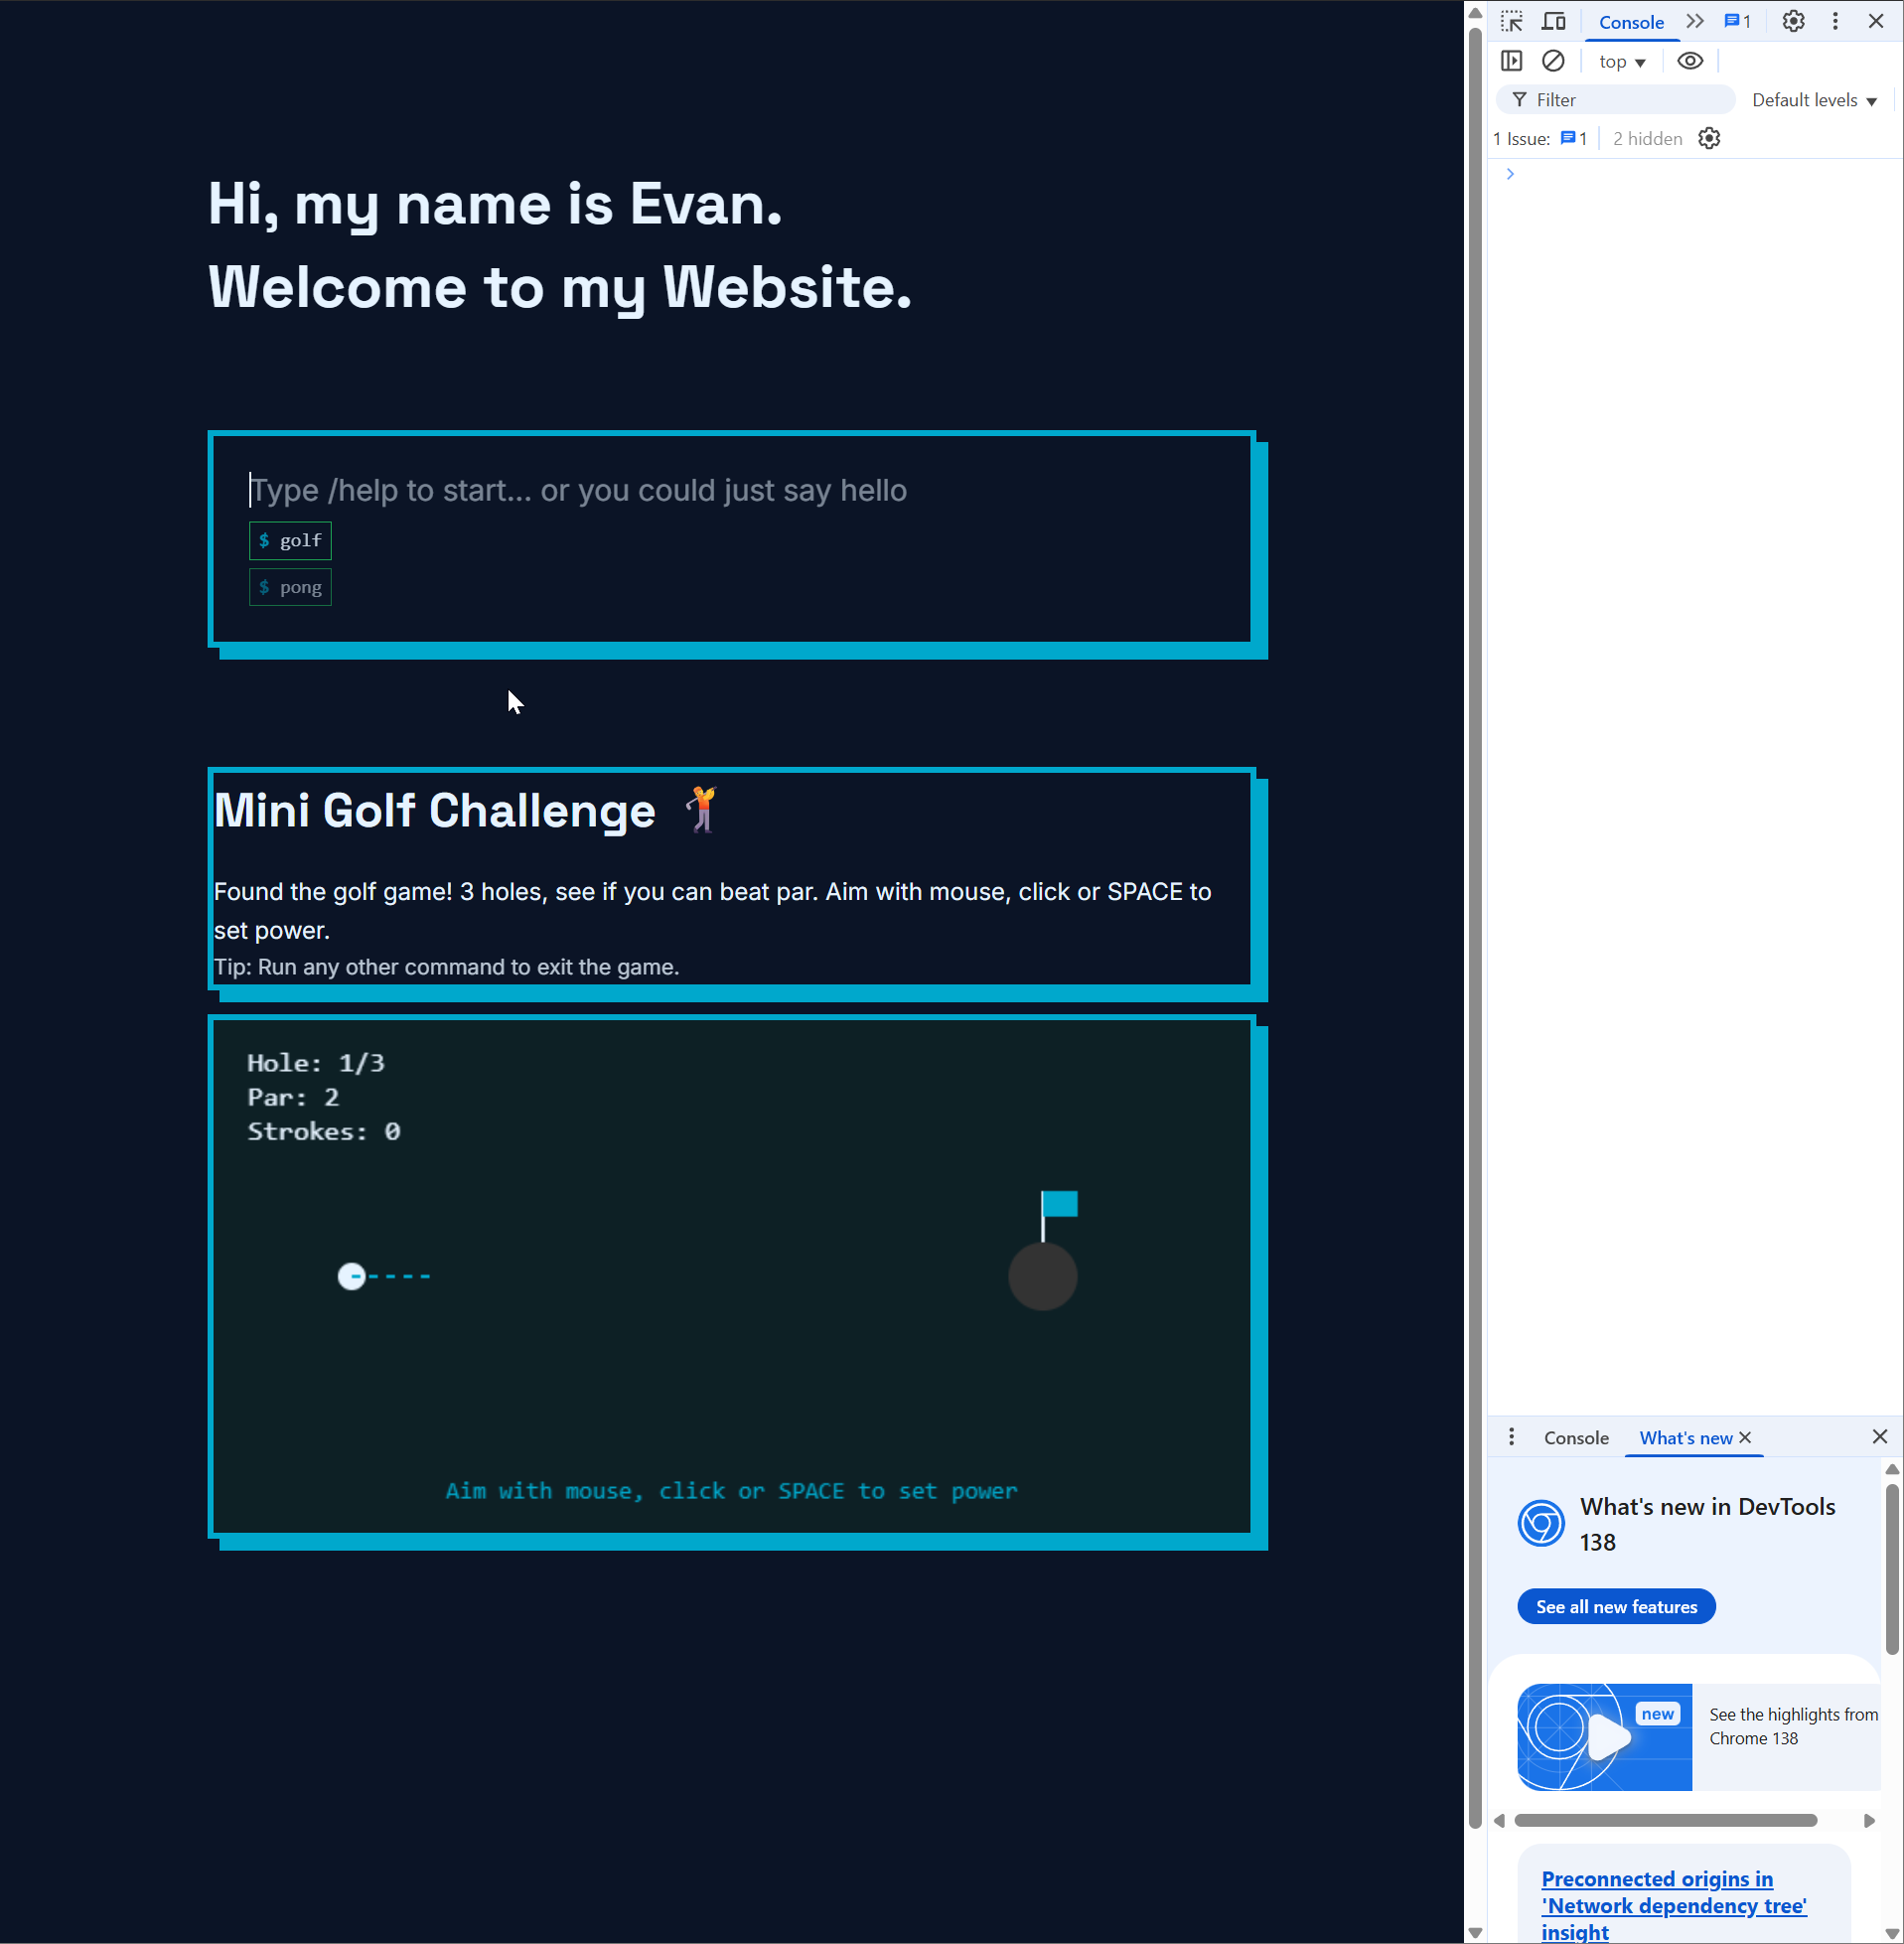 Hi, my name is Evan.
Welcome to my Website.
Type /help to start... or you could just say hello
$ golf
$ pong
Mini Golf Challenge
Found the golf game! 3 holes, see if you can beat par. Aim with mouse, click or SPACE to
set power.
Tip: Run any other command to exit the game.
Hole: 1/3
Par: 2
Strokes: 0
Aim with mouse, click or SPACE to set power
Console
1
top
Filter
Default levels
1 Issue: 1
2 hidden
Console
What's new
What's new in DevTools
138
See all new features
new
See the highlights from
Chrome 138
Preconnected origins in
'Network dependency tree'
insight